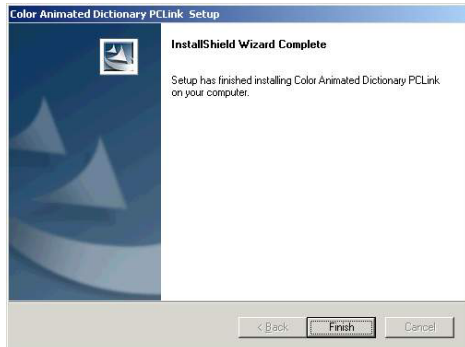 Color Animated Dictionary PCLink Setup
InstallShield Wizard Complete
Setup has finished installing Color Animated Dictionary PCLink
on your computer.
< Back
Finish
Cancel